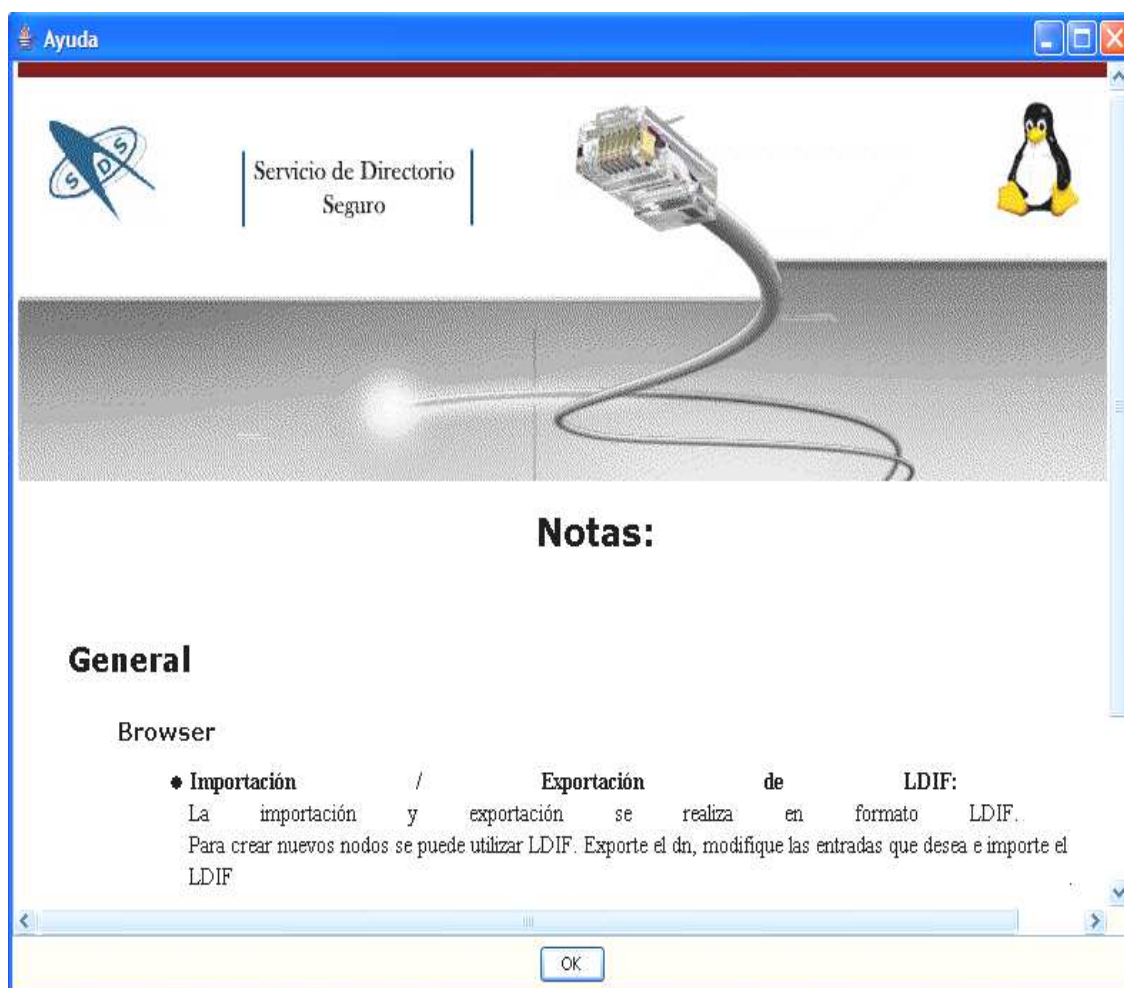 Ayuda
SDS
Servicio de Directorio
Seguro
Notas:
General
Browser
Importación / Exportación de LDIF:
La importación y exportación se realiza en formato LDIF.
Para crear nuevos nodos se puede utilizar LDIF. Exporte el dn, modifique las entradas que desea e importe el
LDIF .
OK